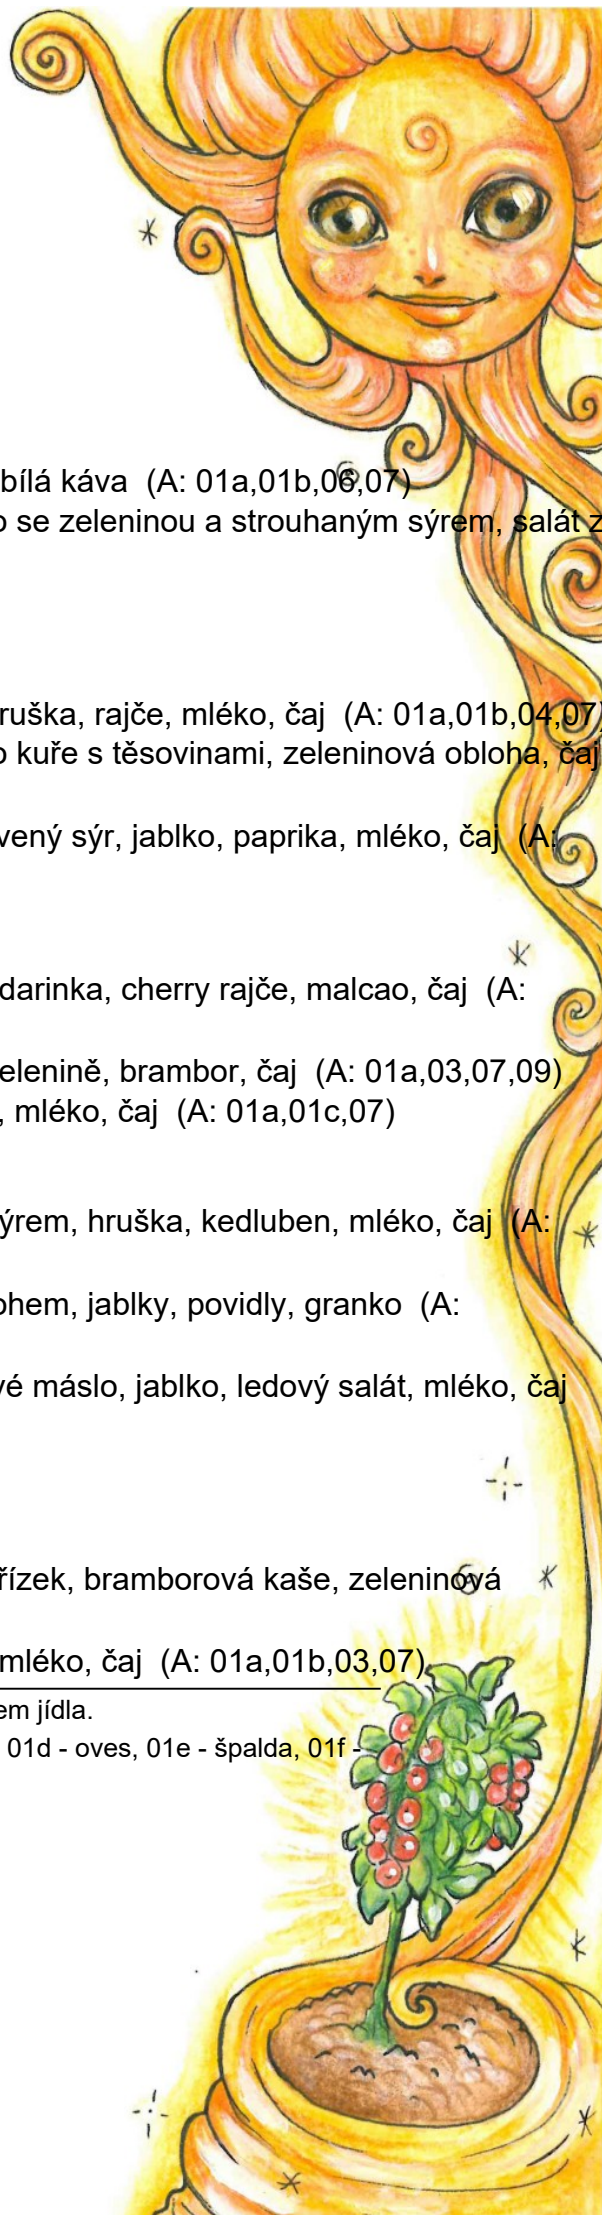 bílá káva (A: 01a,01b,06,07)
o se zeleninou a strouhaným sýrem, salát z
ruška, rajče, mléko, čaj (A: 01a,01b,04,07)
o kuře s těsovinami, zeleninová obloha, čaj
vený sýr, jablko, paprika, mléko, čaj (A:
darinka, cherry rajče, malcao, čaj (A:
elenině, brambor, čaj (A: 01a,03,07,09)
, mléko, čaj (A: 01a,01c,07)
ýrem, hruška, kedluben, mléko, čaj (A:
ohem, jablky, povidly, granko (A:
vé máslo, jablko, ledový salát, mléko, čaj
řízek, bramborová kaše, zeleninová
mléko, čaj (A: 01a,01b,03,07)
em jídla.
01d - oves, 01e - špalda, 01f -